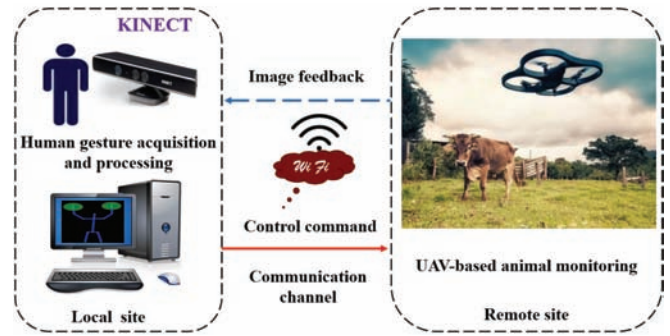 KINECT
Human gesture acquisition
and processing
Local site
Image feedback
Wi Fi
Control command
Communication
channel
UAV-based animal monitoring
Remote site